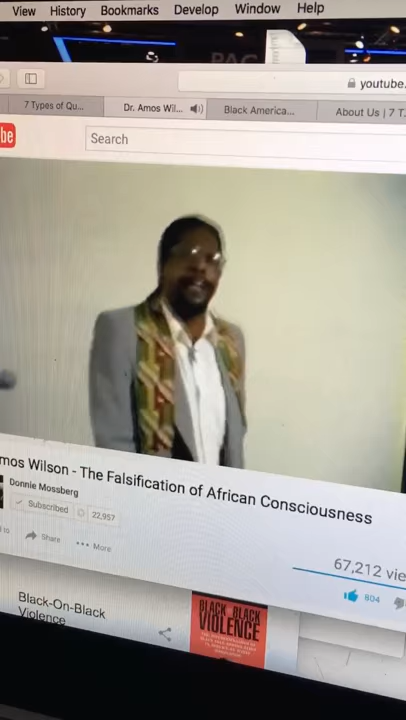 View History Bookmarks Develop Window Help
youtube.
7 Types of Qu... Dr. Amos Wil... Black America... About Us | 7 T.
be Search
mos Wilson - The Falsification of African Consciousness
Donnie Mossberg
Subscribed 22,957
Share More
67,212 vie
804
Black-On-Black
Violence
BLACK BLACK
VIOLENCE